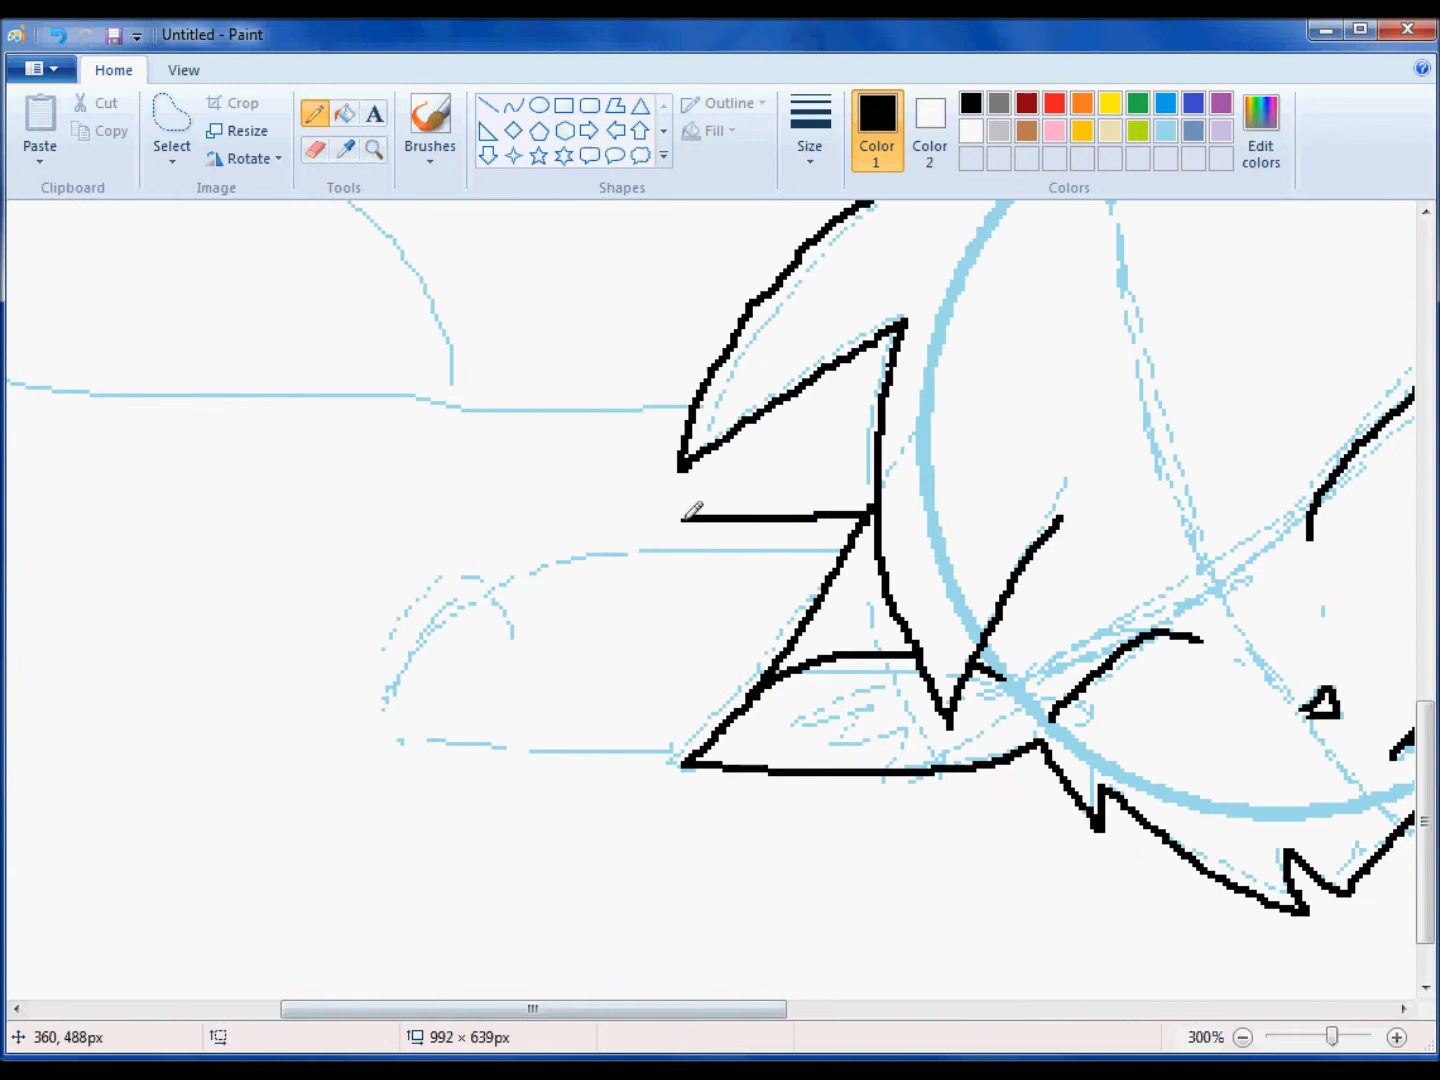 Untitled - Paint
Home View
Paste
Cut
Copy
Clipboard
Select
Crop
Resize
Rotate
Image
A
Tools
Brushes
Outline
Fill
Shapes
Size
Color
1
Color
2
Edit
colors
Colors
360, 488px
992 × 639px
300%